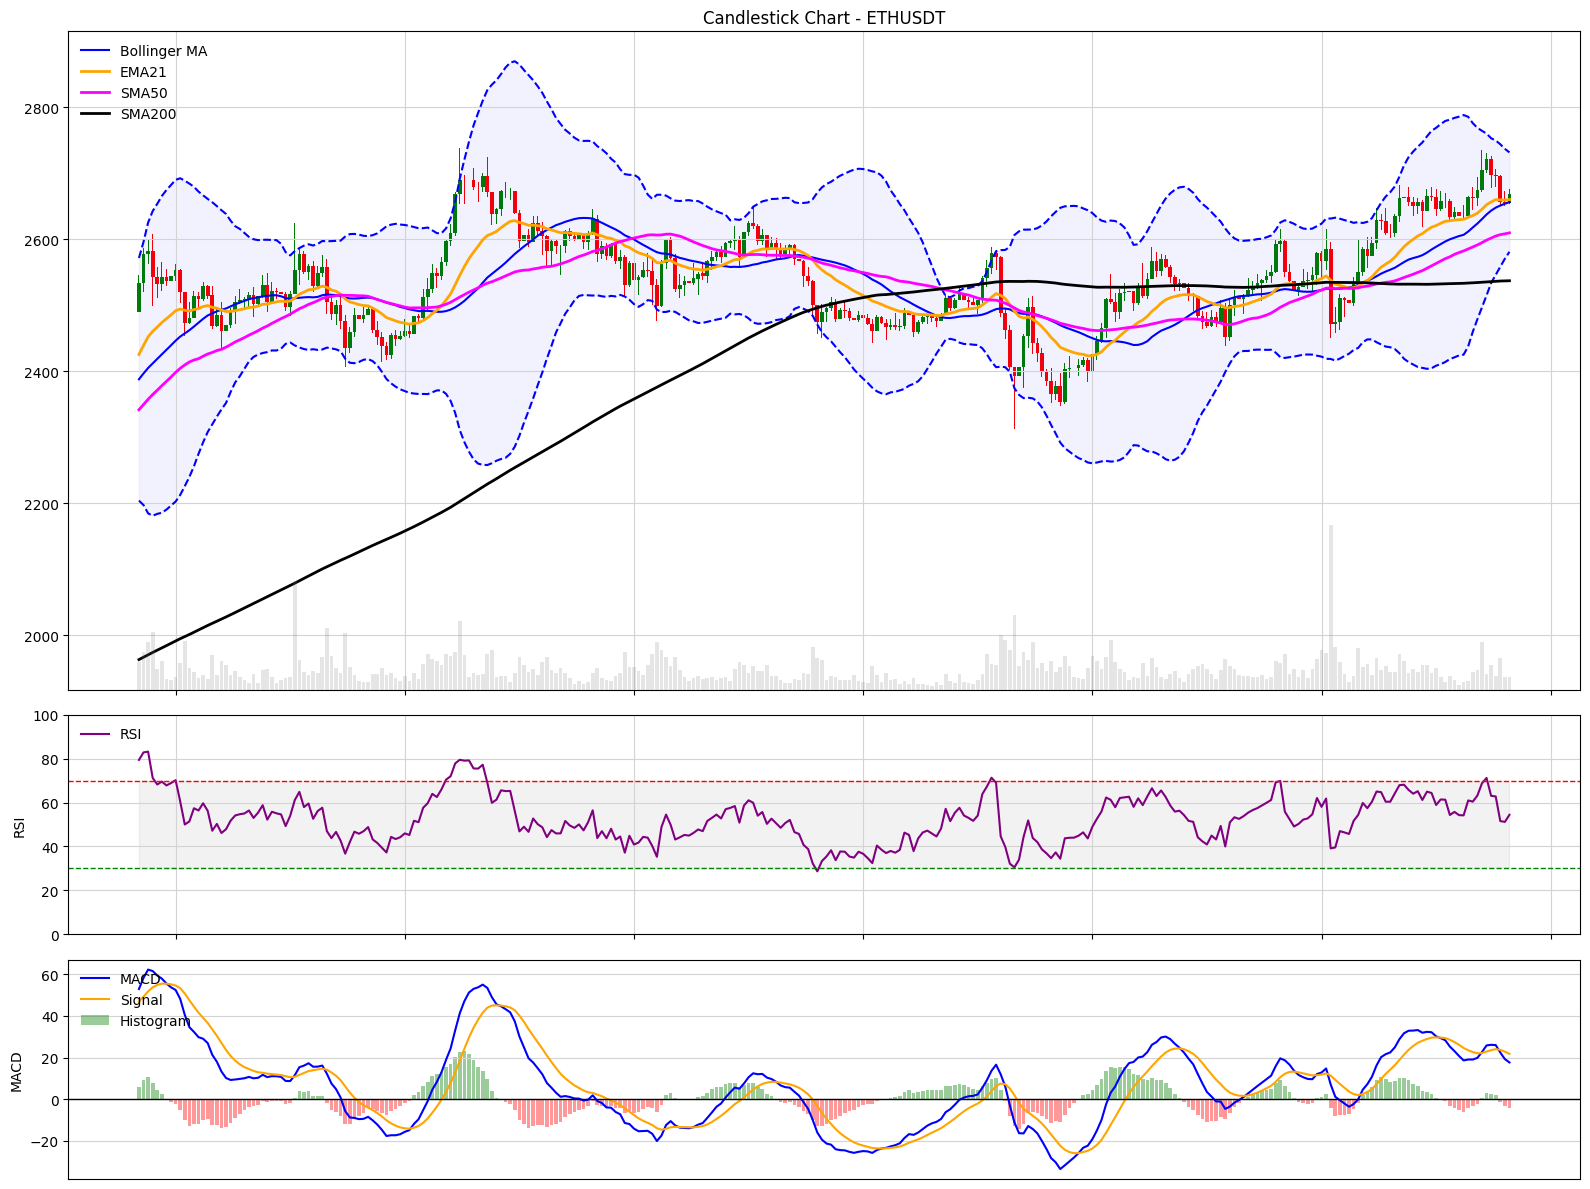 Candlestick Chart - ETHUSDT
Bollinger MA
EMA21
SMA50
SMA200
2800
2600
2400
2200
2000
RSI
100
80
60
40
20
0
RSI
MACD
Signal
Histogram
60
40
20
0
−20
MACD